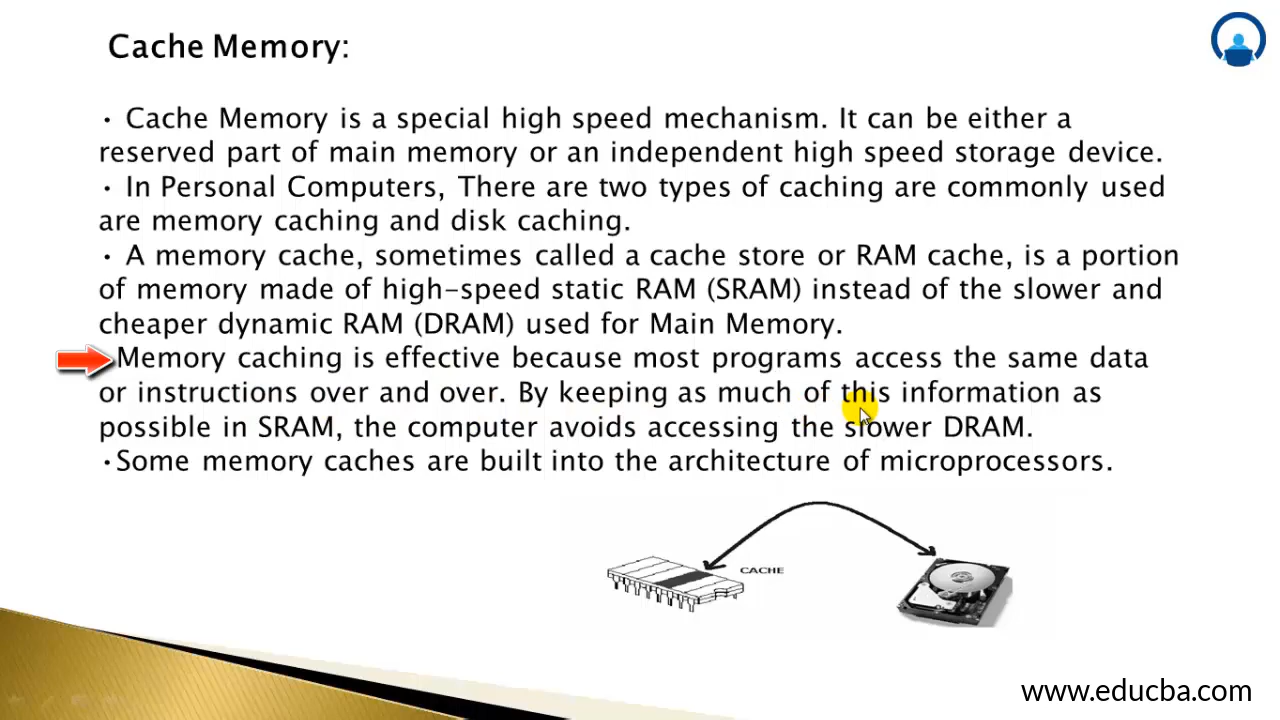 Cache Memory:
• Cache Memory is a special high speed mechanism. It can be either a
reserved part of main memory or an independent high speed storage device.
• In Personal Computers, There are two types of caching are commonly used
are memory caching and disk caching.
• A memory cache, sometimes called a cache store or RAM cache, is a portion
of memory made of high-speed static RAM (SRAM) instead of the slower and
cheaper dynamic RAM (DRAM) used for Main Memory.
Memory caching is effective because most programs access the same data
or instructions over and over. By keeping as much of this information as
possible in SRAM, the computer avoids accessing the slower DRAM.
•Some memory caches are built into the architecture of microprocessors.
CACHE
www.educba.com